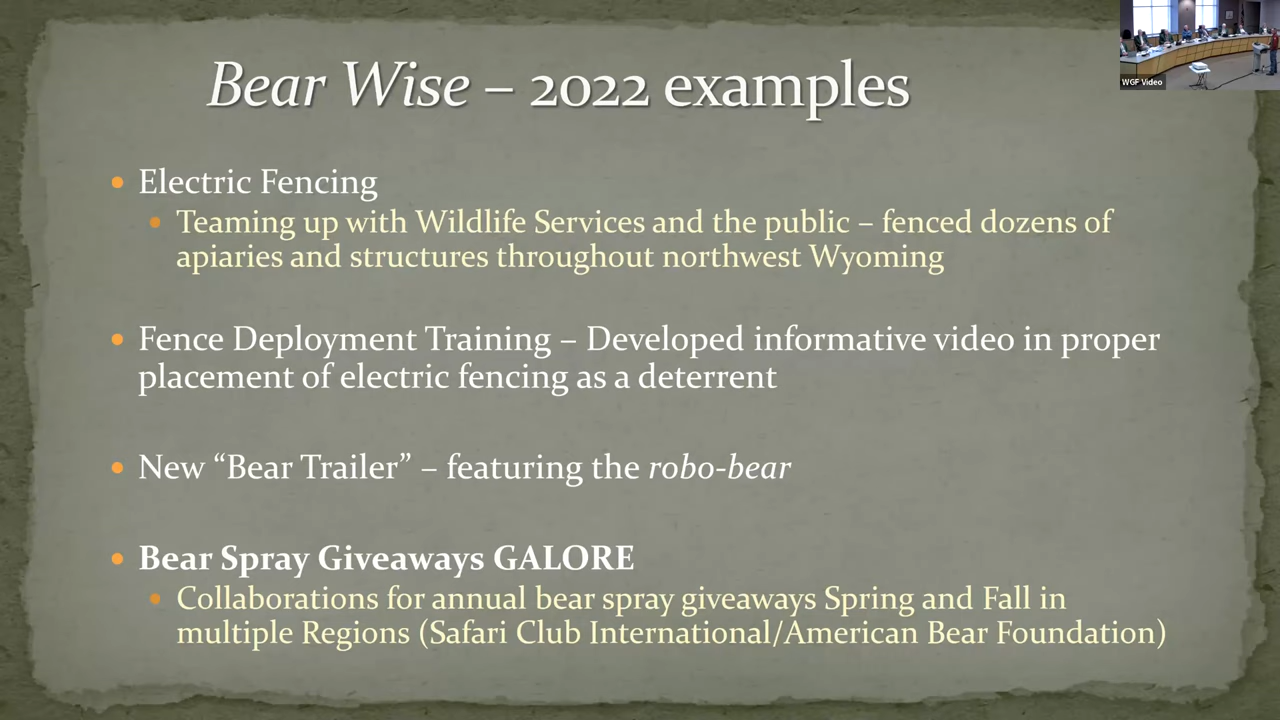 Bear Wise – 2022 examples
WGF Video
• Electric Fencing
• Teaming up with Wildlife Services and the public – fenced dozens of
apiaries and structures throughout northwest Wyoming
• Fence Deployment Training – Developed informative video in proper
placement of electric fencing as a deterrent
• New “Bear Trailer” – featuring the robo-bear
• Bear Spray Giveaways GALORE
• Collaborations for annual bear spray giveaways Spring and Fall in
multiple Regions (Safari Club International/American Bear Foundation)